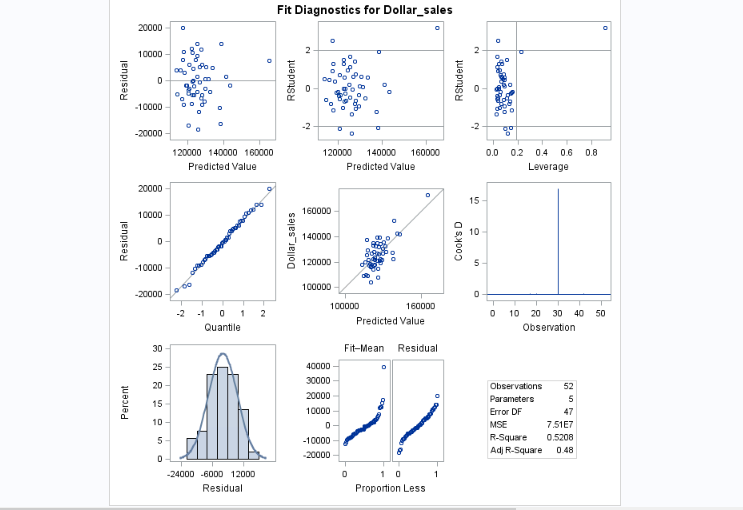 Fit Diagnostics for Dollar_sales
20000
10000
0
-10000
-20000
Residual
120000 140000 160000
Predicted Value
2
0
-2
RStudent
120000 140000 160000
Predicted Value
2
0
-2
RStudent
0.0 0.2 0.4 0.6 0.8
Leverage
20000
10000
0
-10000
-20000
Residual
-2 -1 0 1 2
Quantile
160000
140000
120000
100000
Dollar_sales
100000 160000
Predicted Value
15
10
5
0
Cook's D
0 10 20 30 40 50
Observation
30
25
20
15
10
5
0
Percent
-24000 -6000 12000
Residual
Fit–Mean Residual
40000
30000
20000
10000
0
-10000
-20000
0 1 0 1
Proportion Less
Observations 52
Parameters 5
Error DF 47
MSE 7.51E7
R-Square 0.5208
Adj R-Square 0.48